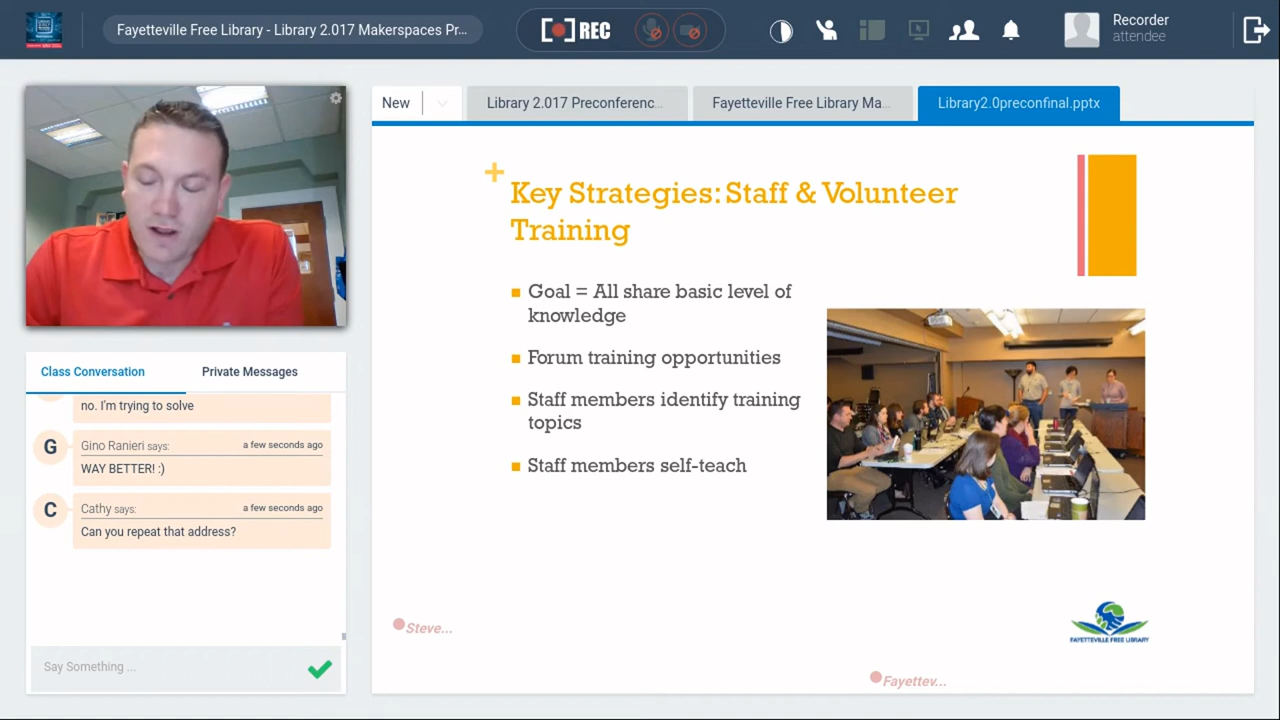 Fayetteville Free Library - Library 2.017 Makerspaces Pr...
REC
Recorder
attendee
New
Library 2.017 Preconferenc...
Fayetteville Free Library Ma...
Library2.0preconfinal.pptx
Class Conversation
Private Messages
no. I'm trying to solve
G
Gino Ranieri says:
a few seconds ago
WAY BETTER! :)
C
Cathy says:
a few seconds ago
Can you repeat that address?
Say Something ...
+
Key Strategies: Staff & Volunteer
Training
Goal = All share basic level of
knowledge
Forum training opportunities
Staff members identify training
topics
Staff members self-teach
Steve...
FAYETTEVILLE FREE LIBRARY
Fayettev...